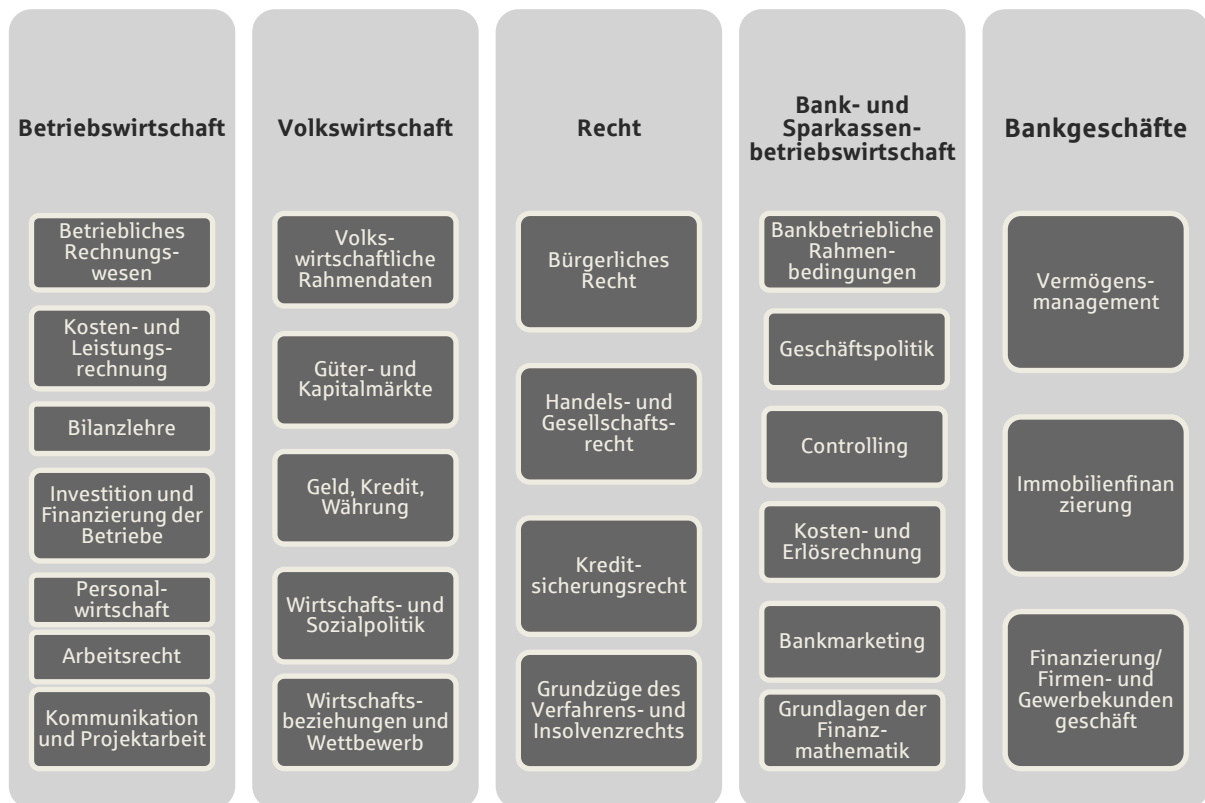 Betriebswirtschaft
Betriebliches
Rechnungs-
wesen
Kosten- und
Leistungs-
rechnung
Bilanzlehre
Investition und
Finanzierung der
Betriebe
Personal-
wirtschaft
Arbeitsrecht
Kommunikation
und Projektarbeit
Volkswirtschaft
Volks-
wirtschaftliche
Rahmendaten
Güter- und
Kapitalmärkte
Geld, Kredit,
Währung
Wirtschafts- und
Sozialpolitik
Wirtschafts-
beziehungen und
Wettbewerb
Recht
Bürgerliches
Recht
Handels- und
Gesellschafts-
recht
Kredit-
sicherungsrecht
Grundzüge des
Verfahrens- und
Insolvenzrechts
Bank- und
Sparkassen-
betriebswirtschaft
Bankbetriebliche
Rahmen-
bedingungen
Geschäftspolitik
Controlling
Kosten- und
Erlösrechnung
Bankmarketing
Grundlagen der
Finanz-
mathematik
Bankgeschäfte
Vermögens-
management
Immobilienfinan
zierung
Finanzierung/
Firmen- und
Gewerbekunden
geschäft